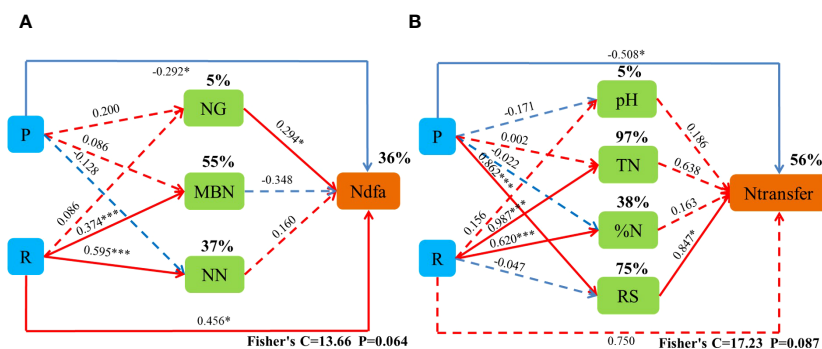 A
-0.292*
5%
NG
0.200
0.294*
P
0.086
-0.128
55%
MBN
-0.348
36%
Ndfa
0.086
0.374***
37%
0.160
R
0.595***
NN
0.456*
Fisher's C=13.66 P=0.064
B
-0.508*
5%
pH
-0.171
0.186
P
0.002
-0.022
0.862***
97%
TN
0.638
56%
Ntransfer
0.156
0.987***
38%
%N
0.163
R
0.620***
-0.047
75%
RS
0.847*
0.750
Fisher's C=17.23 P=0.087